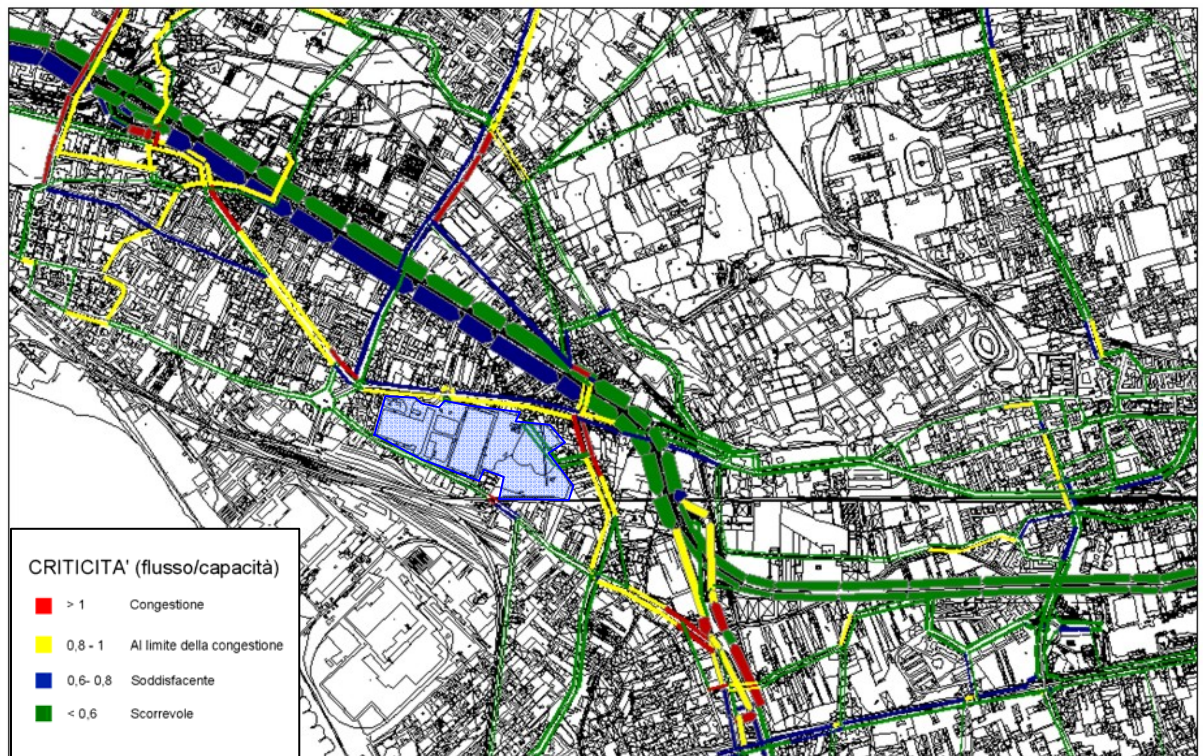 CRITICITA' (flusso/capacità)
> 1 Congestione
0,8 - 1 Al limite della congestione
0,6- 0,8 Soddisfacente
< 0,6 Scorrevole